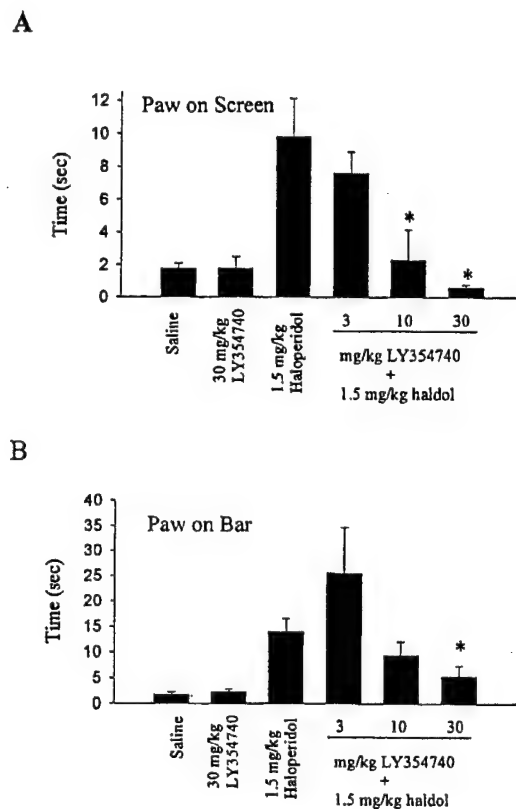 A
Paw on Screen
Time (sec)
12
10
8
6
4
2
0
*
*
Saline
30 mg/kg
LY354740
1.5 mg/kg
Haloperidol
3 10 30
mg/kg LY354740
+
1.5 mg/kg haldol
B
Paw on Bar
Time (sec)
40
35
30
25
20
15
10
5
0
*
Saline
30 mg/kg
LY354740
1.5 mg/kg
Haloperidol
3 10 30
mg/kg LY354740
+
1.5 mg/kg haldol